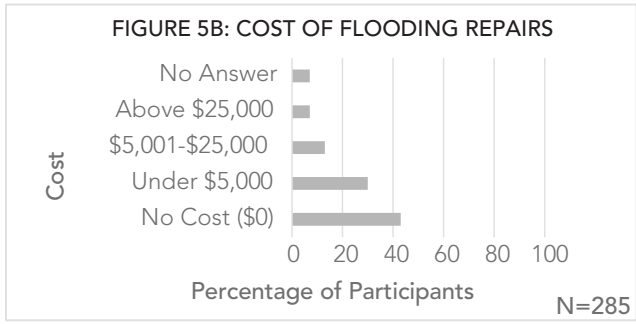 FIGURE 5B: COST OF FLOODING REPAIRS
No Answer
Above $25,000
$5,001-$25,000
Under $5,000
No Cost ($0)
Cost
0 20 40 60 80 100
Percentage of Participants
N=285